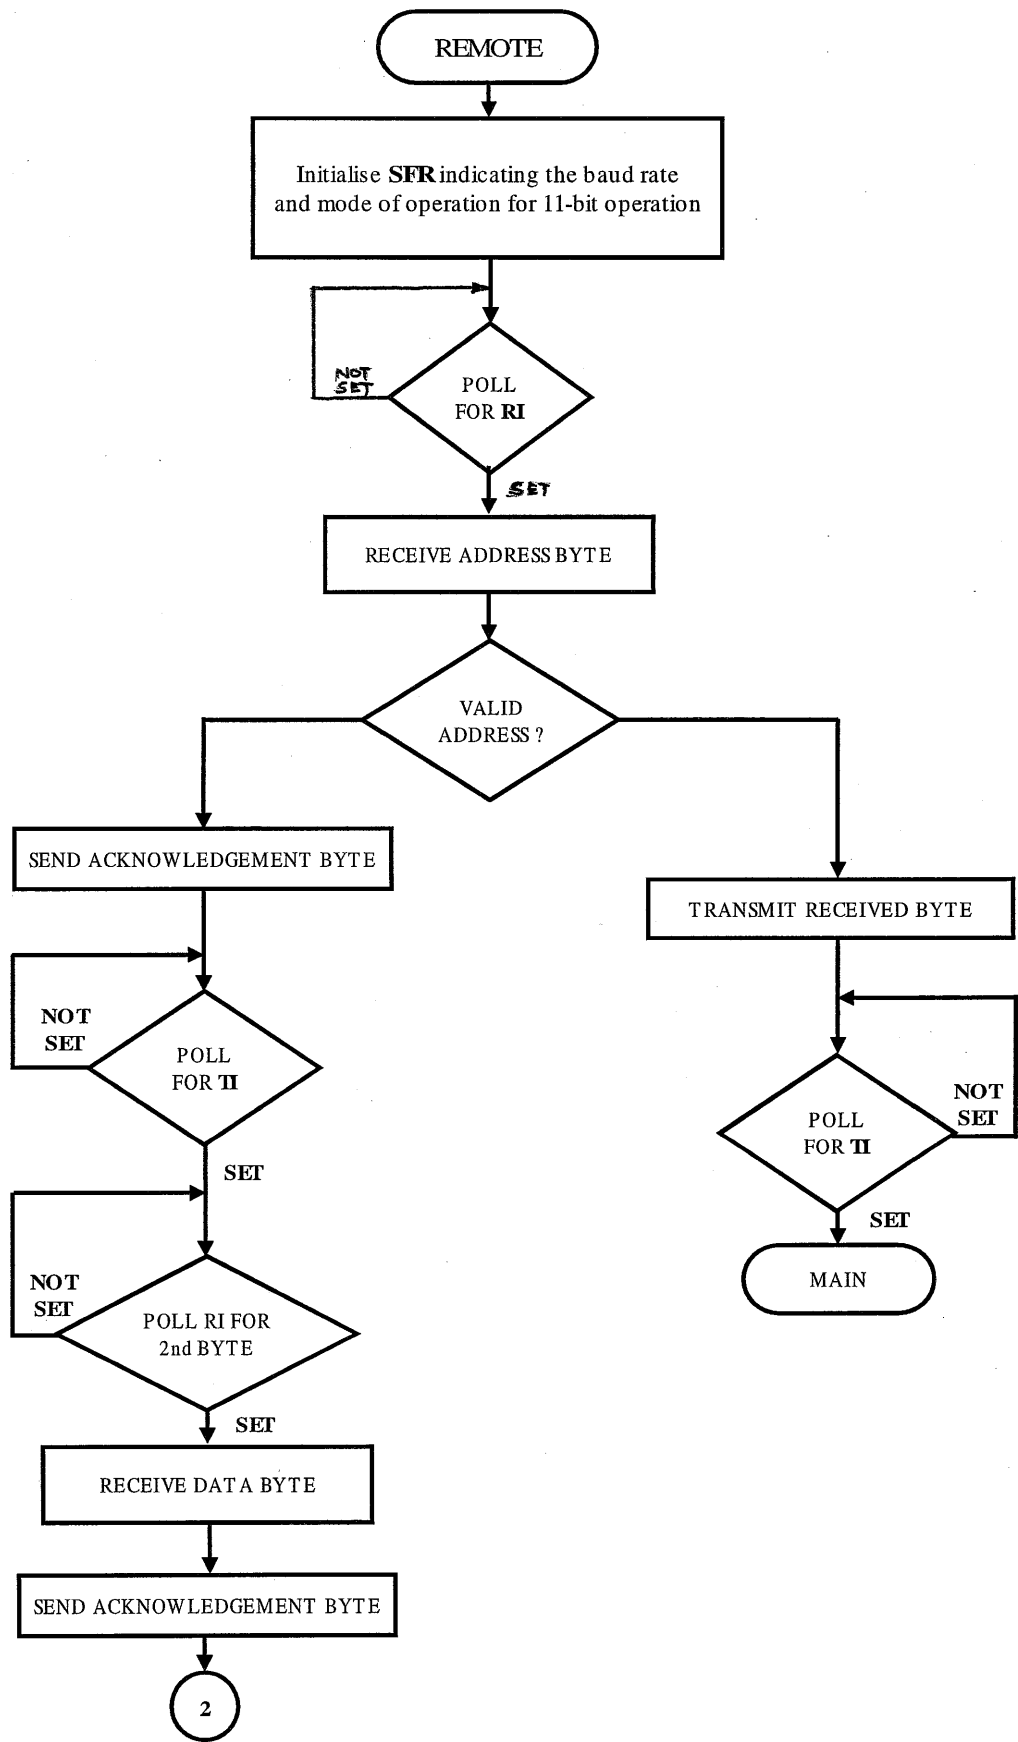 REMOTE
Initialise SFR indicating the baud rate
and mode of operation for 11-bit operation
NOT
SET
POLL
FOR RI
SET
RECEIVE ADDRESS BYTE
VALID
ADDRESS ?
SEND ACKNOWLEDGEMENT BYTE
TRANSMIT RECEIVED BYTE
NOT
SET
POLL
FOR TI
SET
NOT
SET
POLL
FOR TI
SET
MAIN
NOT
SET
POLL RI FOR
2nd BYTE
SET
RECEIVE DATA BYTE
SEND ACKNOWLEDGEMENT BYTE
2